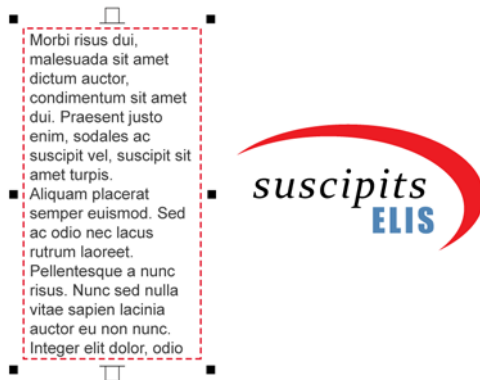 Morbi risus dui,
malesuada sit amet
dictum auctor,
condimentum sit amet
dui. Praesent justo
enim, sodales ac
suscipit vel, suscipit sit
amet turpis.
Aliquam placerat
semper euismod. Sed
ac odio nec lacus
rutrum laoreet.
Pellentesque a nunc
risus. Nunc sed nulla
vitae sapien lacinia
auctor eu non nunc.
Integer elit dolor, odio
suscipits
ELIS